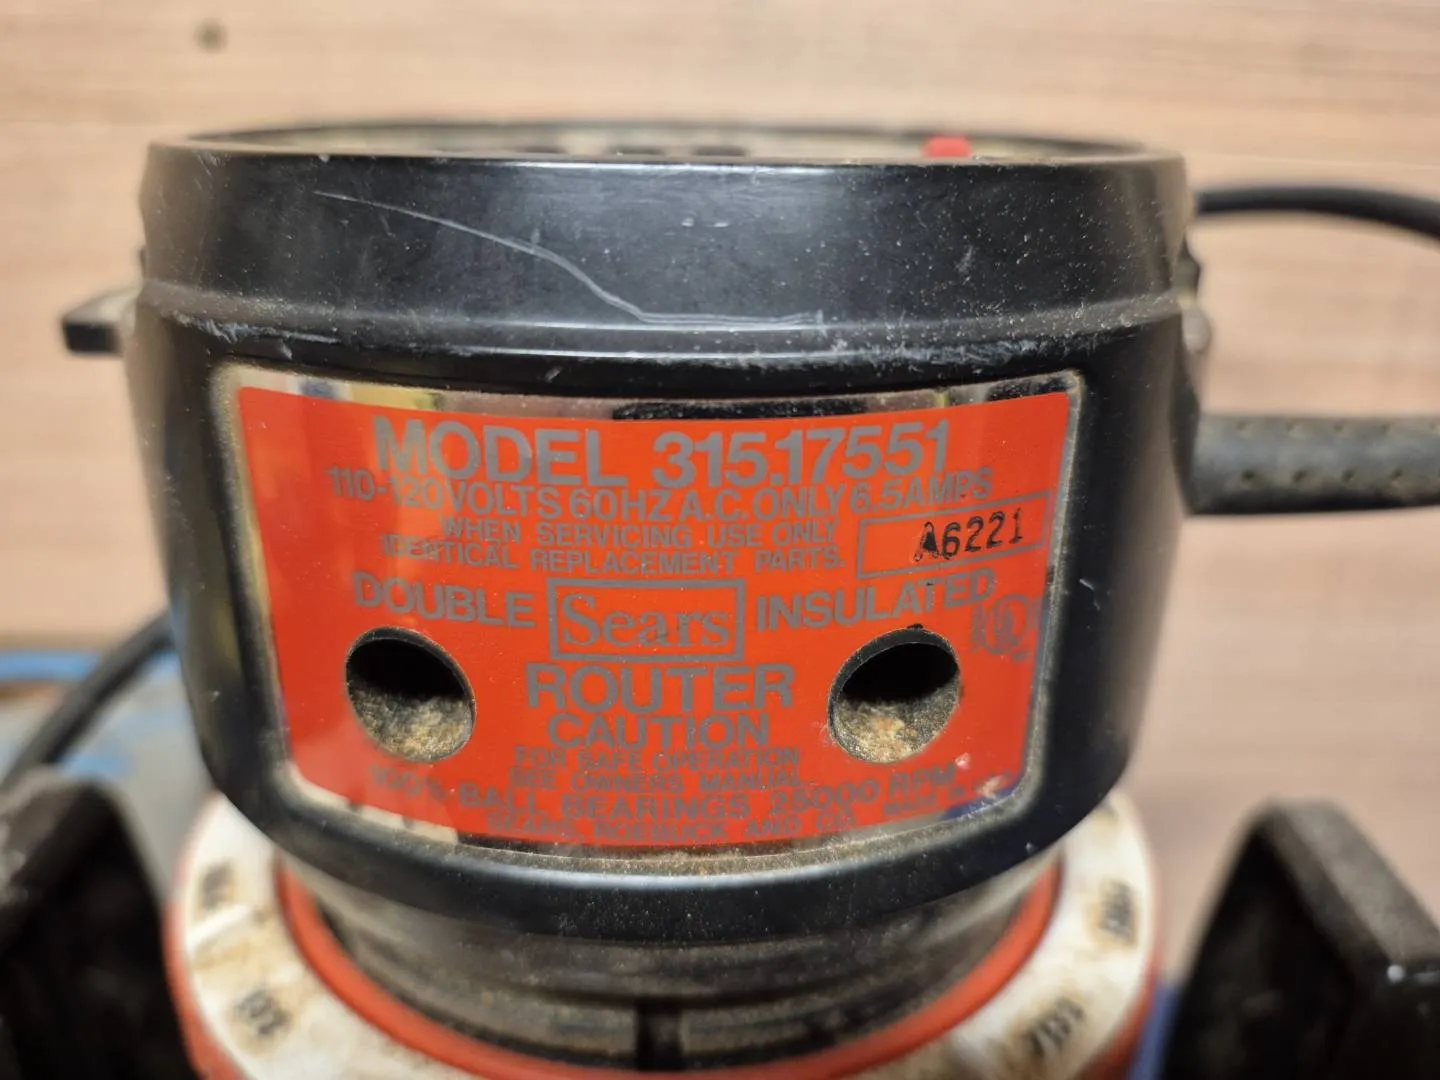 MODEL 315.17551
110-120 VOLTS 60HZ A.C. ONLY 6.5 AMPS
WHEN SERVICING USE ONLY
IDENTICAL REPLACEMENT PARTS.
A6221
DOUBLE Sears INSULATED
ROUTER
CAUTION
FOR SAFE OPERATION
SEE OWNERS MANUAL
100% BALL BEARINGS 25000 RPM
SEARS, ROEBUCK AND CO.